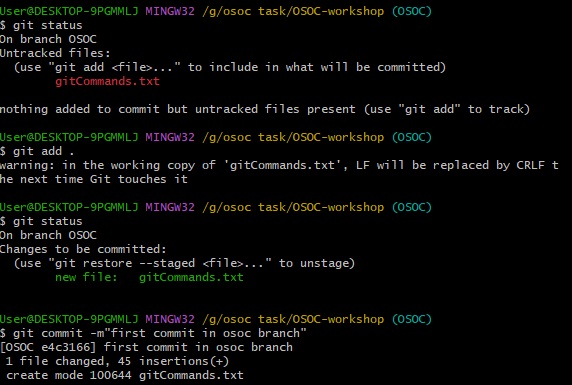 User@DESKTOP-9PGMMLJ MINGW32 /g/osoc task/OSOC-workshop (OSOC)
$ git status
On branch OSOC
Untracked files:
  (use "git add <file>..." to include in what will be committed)
        gitCommands.txt

nothing added to commit but untracked files present (use "git add" to track)

User@DESKTOP-9PGMMLJ MINGW32 /g/osoc task/OSOC-workshop (OSOC)
$ git add .
warning: in the working copy of 'gitCommands.txt', LF will be replaced by CRLF t
he next time Git touches it

User@DESKTOP-9PGMMLJ MINGW32 /g/osoc task/OSOC-workshop (OSOC)
$ git status
On branch OSOC
Changes to be committed:
  (use "git restore --staged <file>..." to unstage)
        new file:   gitCommands.txt


User@DESKTOP-9PGMMLJ MINGW32 /g/osoc task/OSOC-workshop (OSOC)
$ git commit -m"first commit in osoc branch"
[OSOC e4c3166] first commit in osoc branch
 1 file changed, 45 insertions(+)
 create mode 100644 gitCommands.txt